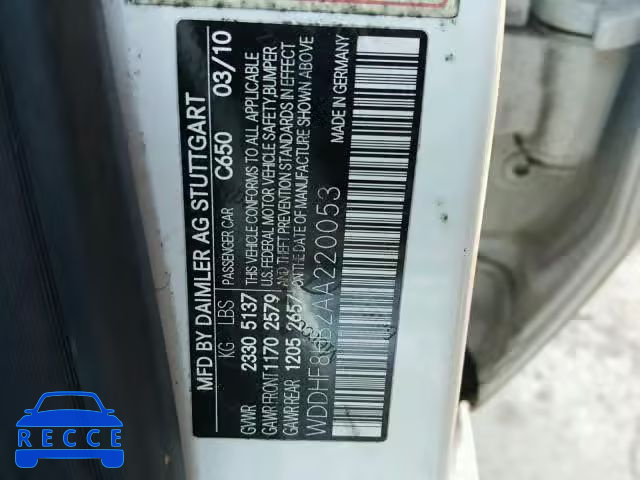 MFD BY DAIMLER AG STUTTGART
PASSENGER CAR C650 03/10
KG LBS
GVWR 2330 5137
GAWR FRONT 1170 2579
GAWR REAR 1205
THIS VEHICLE CONFORMS TO ALL APPLICABLE
U.S. FEDERAL MOTOR VEHICLE SAFETY, BUMPER
AND THEFT PREVENTION STANDARDS IN EFFECT
ON THE DATE OF MANUFACTURE SHOWN ABOVE.
MADE IN GERMANY
RECCE